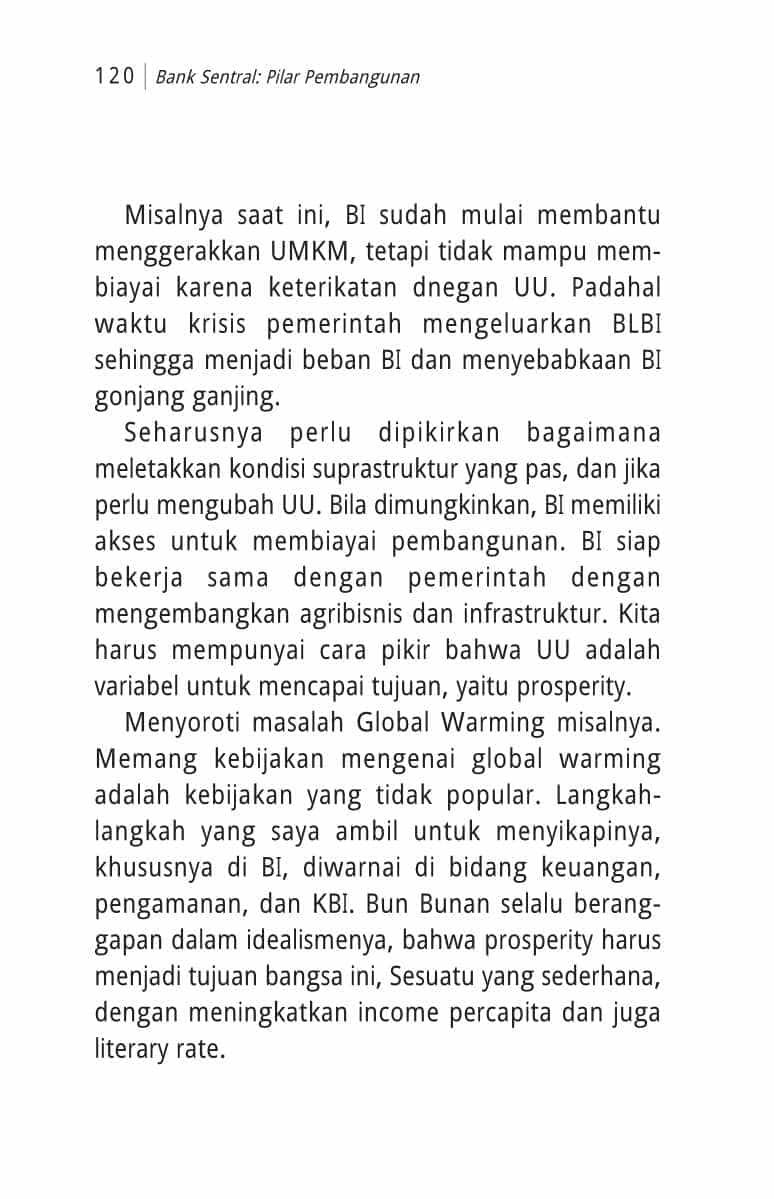 120 | Bank Sentral: Pilar Pembangunan
Misalnya saat ini, BI sudah mulai membantu
menggerakkan UMKM, tetapi tidak mampu mem-
biayai karena keterikatan dnegan UU. Padahal
waktu krisis pemerintah mengeluarkan BLBI
sehingga menjadi beban BI dan menyebabkaan BI
gonjang ganjing.
Seharusnya perlu dipikirkan bagaimana
meletakkan kondisi suprastruktur yang pas, dan jika
perlu mengubah UU. Bila dimungkinkan, BI memiliki
akses untuk membiayai pembangunan. BI siap
bekerja sama dengan pemerintah dengan
mengembangkan agribisnis dan infrastruktur. Kita
harus mempunyai cara pikir bahwa UU adalah
variabel untuk mencapai tujuan, yaitu prosperity.
Menyoroti masalah Global Warming misalnya.
Memang kebijakan mengenai global warming
adalah kebijakan yang tidak popular. Langkah-
langkah yang saya ambil untuk menyikapinya,
khususnya di BI, diwarnai di bidang keuangan,
pengamanan, dan KBI. Bun Bunan selalu berang-
gapan dalam idealismenya, bahwa prosperity harus
menjadi tujuan bangsa ini, Sesuatu yang sederhana,
dengan meningkatkan income percapita dan juga
literary rate.